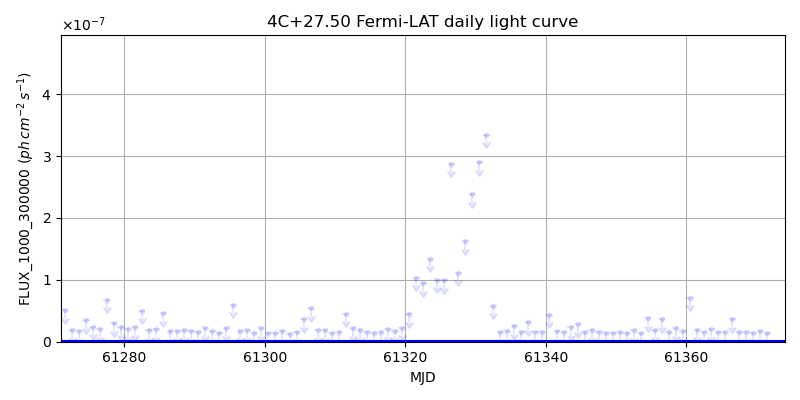 4C+27.50 Fermi-LAT daily light curve
×10⁻⁷
FLUX_1000_300000 (ph cm⁻² s⁻¹)
4
3
2
1
0
61280 61300 61320 61340 61360
MJD